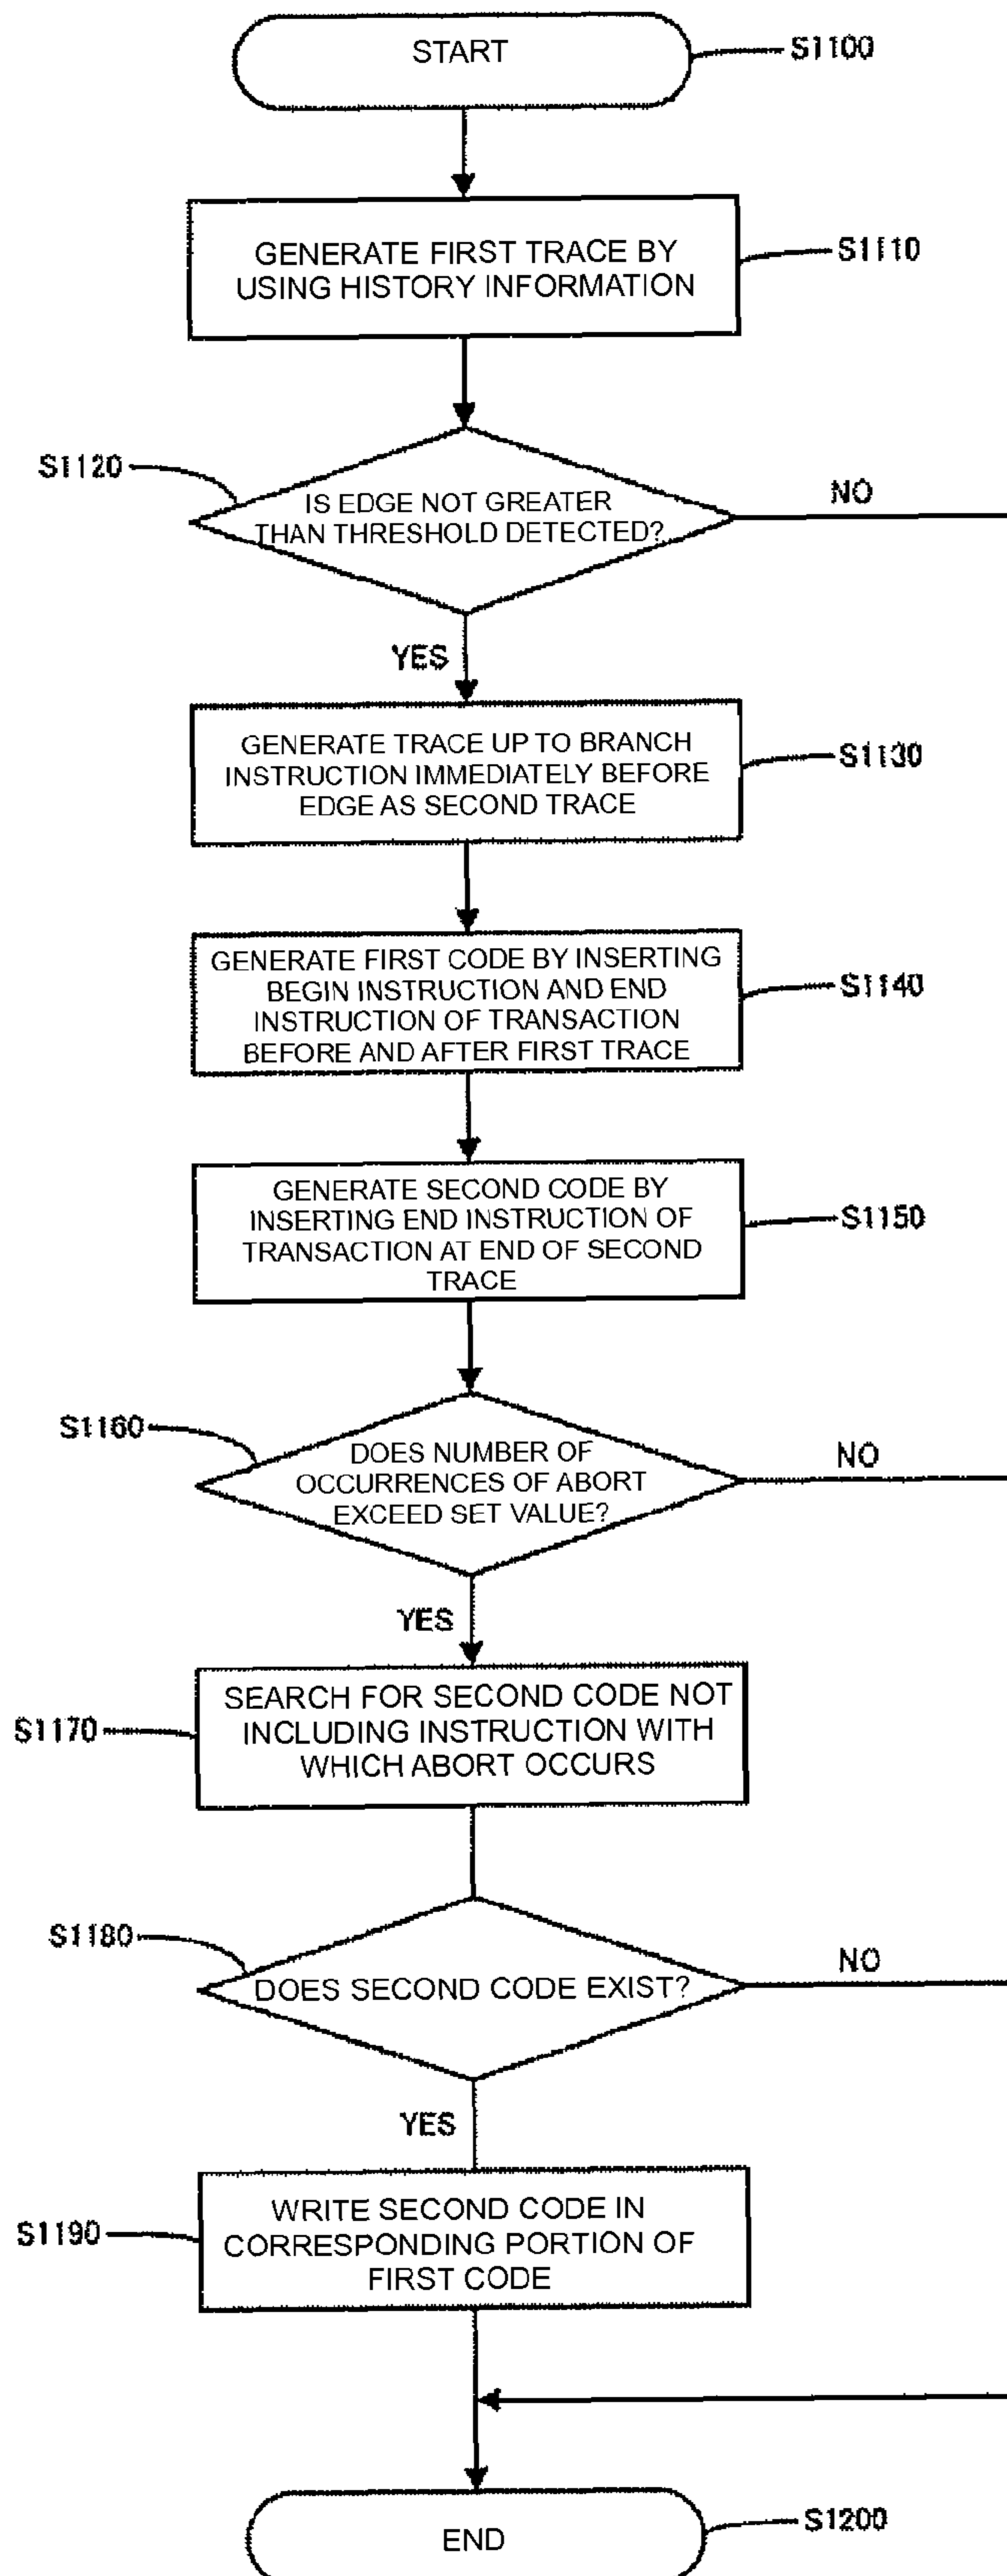 START
S1100
GENERATE FIRST TRACE BY
USING HISTORY INFORMATION
S1110
S1120
IS EDGE NOT GREATER
THAN THRESHOLD DETECTED?
NO
YES
GENERATE TRACE UP TO BRANCH
INSTRUCTION IMMEDIATELY BEFORE
EDGE AS SECOND TRACE
S1130
GENERATE FIRST CODE BY INSERTING
BEGIN INSTRUCTION AND END
INSTRUCTION OF TRANSACTION
BEFORE AND AFTER FIRST TRACE
S1140
GENERATE SECOND CODE BY
INSERTING END INSTRUCTION OF
TRANSACTION AT END OF SECOND
TRACE
S1150
S1160
DOES NUMBER OF
OCCURRENCES OF ABORT
EXCEED SET VALUE?
NO
YES
S1170
SEARCH FOR SECOND CODE NOT
INCLUDING INSTRUCTION WITH
WHICH ABORT OCCURS
S1180
DOES SECOND CODE EXIST?
NO
YES
S1190
WRITE SECOND CODE IN
CORRESPONDING PORTION OF
FIRST CODE
END
S1200